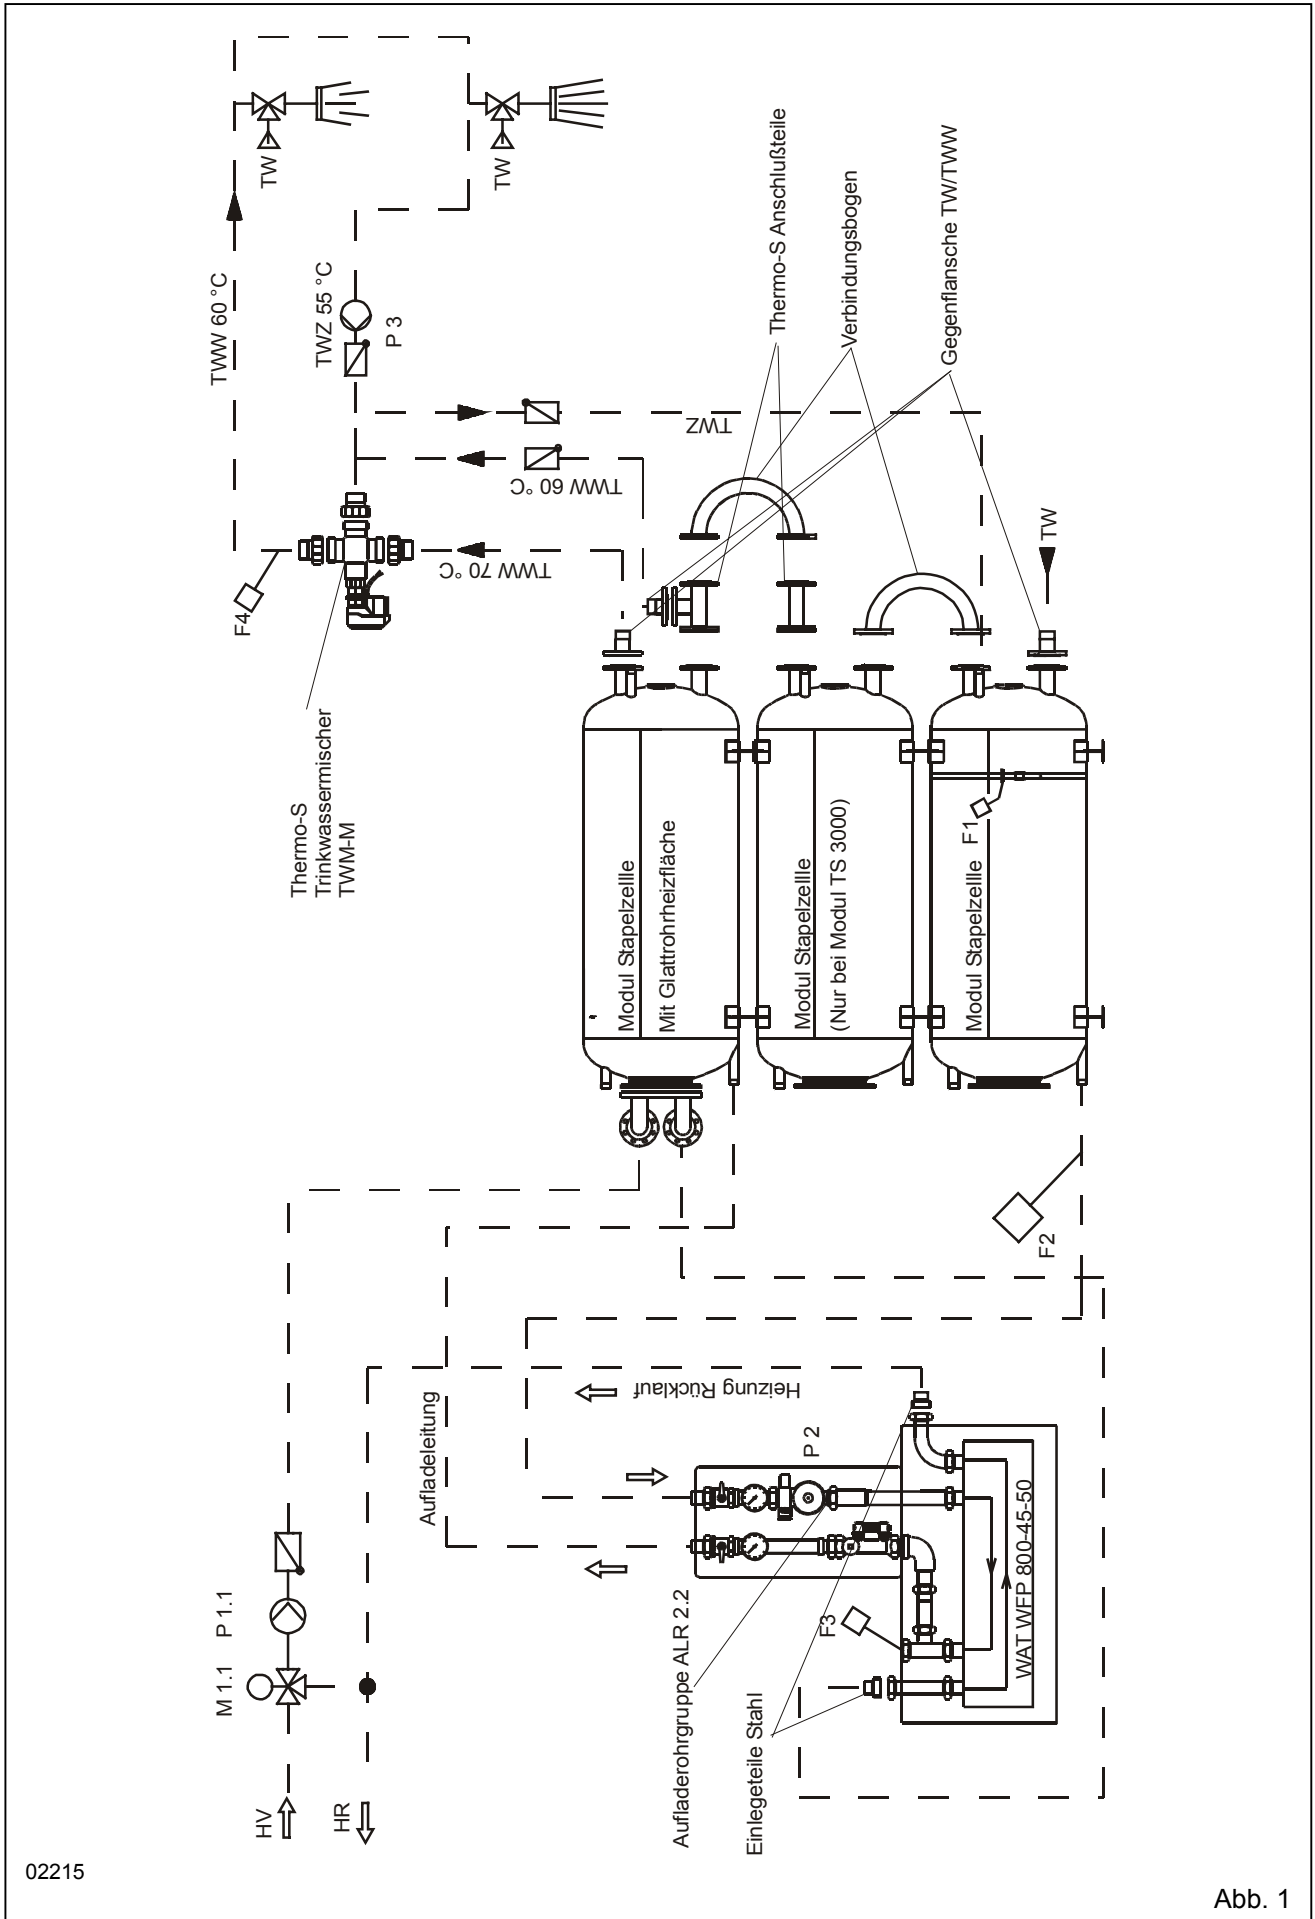 TW
TW
TWW 60 °C
TWZ 55 °C
P 3
TWZ
TWW 60 °C
TWW 70 °C
F4
Thermo-S
Trinkwassermischer
TWM-M
Thermo-S Anschlußteile
Verbindungsbogen
Gegenflansche TW/TWW
TW
Modul Stapelzellle
Mit Glattrohrheizfläche
Modul Stapelzellle
(Nur bei Modul TS 3000)
Modul Stapelzellle
F1
F2
Aufladeleitung
Heizung Rücklauf
P 2
M 1.1
P 1.1
HV
HR
Aufladerohrgruppe ALR 2.2
F3
Einlegeteile Stahl
WAT WFP 800-45-50
02215
Abb. 1